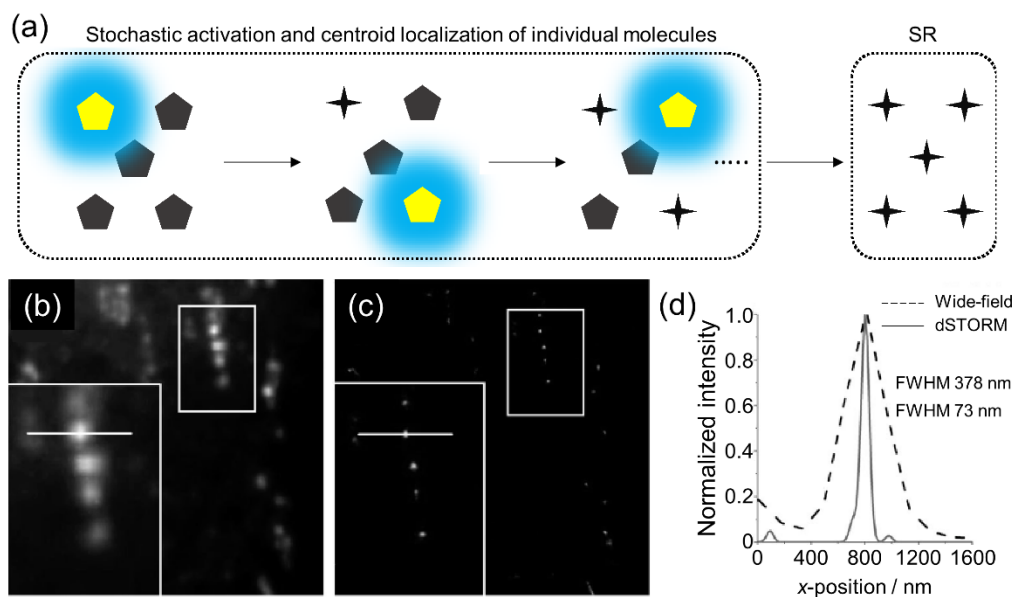 (a)
Stochastic activation and centroid localization of individual molecules
SR
(b)
(c)
(d)
Wide-field
dSTORM
FWHM 378 nm
FWHM 73 nm
Normalized intensity
1.0
0.8
0.6
0.4
0.2
0
0 400 800 1200 1600
x-position / nm